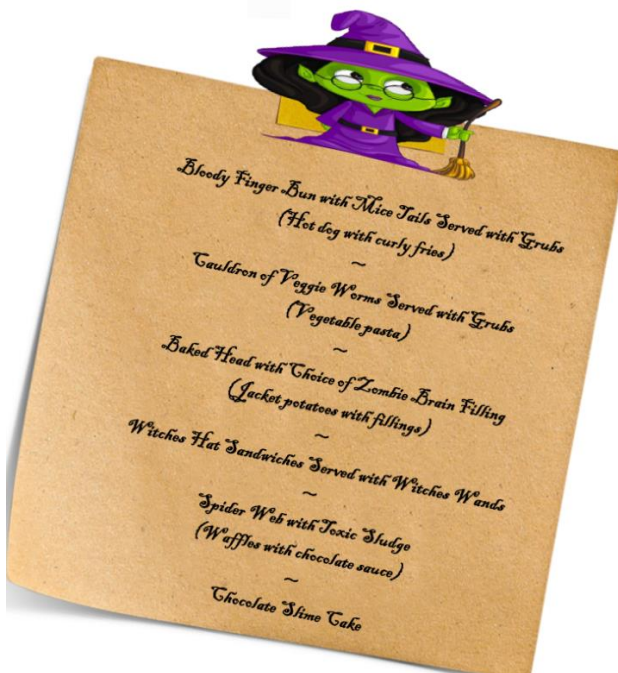 Bloody Finger Bun with Mice Tails Served with Grubs
(Hot dog with curly fries)
~
Cauldron of Veggie Worms Served with Grubs
(Vegetable pasta)
~
Baked Head with Choice of Zombie Brain Filling
(Jacket potatoes with fillings)
~
Witches Hat Sandwiches Served with Witches Wands
~
Spider Web with Toxic Sludge
(Waffles with chocolate sauce)
~
Chocolate Slime Cake